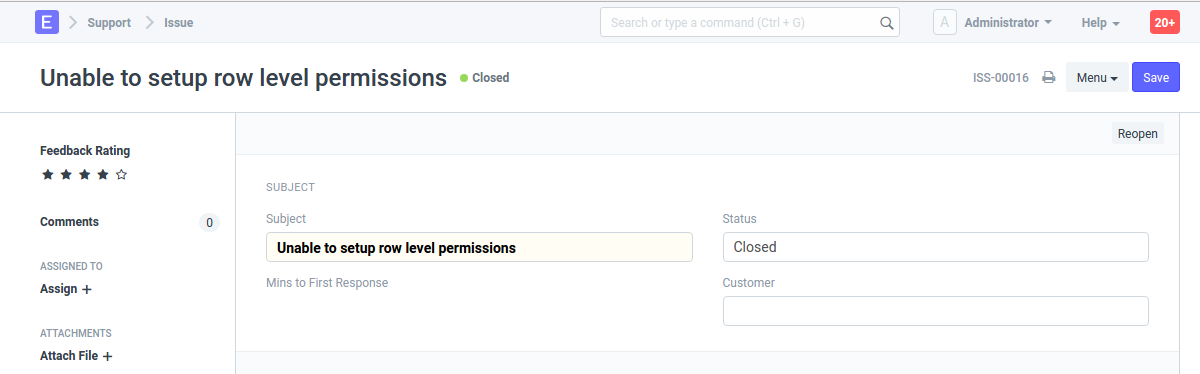 E Support Issue Search or type a command (Ctrl + G) A Administrator Help 20+
Unable to setup row level permissions Closed ISS-00016 Menu Save
Reopen
Feedback Rating
SUBJECT
Subject Status
Comments 0
Unable to setup row level permissions Closed
ASSIGNED TO
Mins to First Response Customer
Assign +
ATTACHMENTS
Attach File +